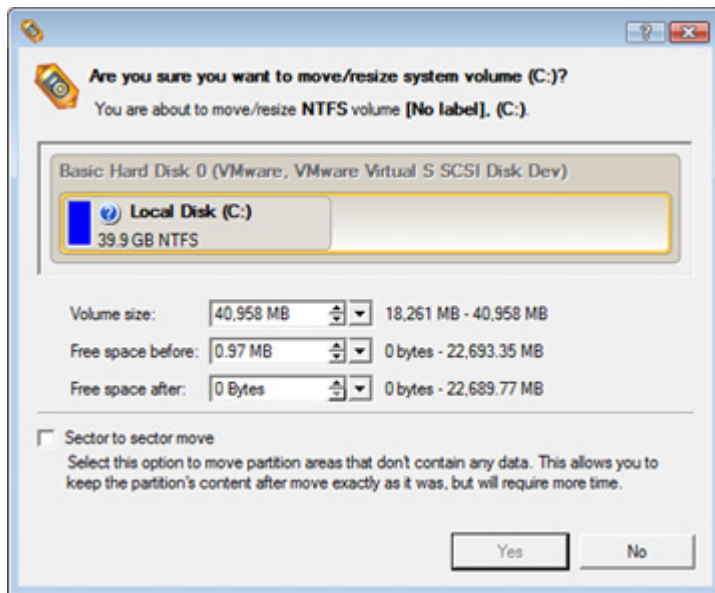 Are you sure you want to move/resize system volume (C:)?
You are about to move/resize NTFS volume [No label], (C:).
Basic Hard Disk 0 (VMware, VMware Virtual S SCSI Disk Dev)
Local Disk (C:)
39.9 GB NTFS
Volume size: 40,958 MB 18,261 MB - 40,958 MB
Free space before: 0.97 MB 0 bytes - 22,693.35 MB
Free space after: 0 Bytes 0 bytes - 22,689.77 MB
Sector to sector move
Select this option to move partition areas that don't contain any data. This allows you to
keep the partition's content after move exactly as it was, but will require more time.
Yes No